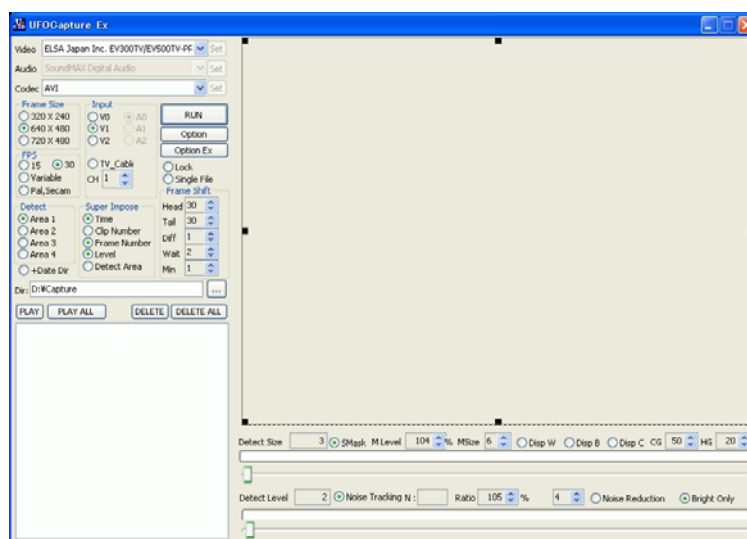 UFOCapture Ex
Video ELSA Japan Inc. EV300TV/EV500TV-PF Set
Audio SoundMAX Digital Audio Set
Codec AVI Set
Frame Size Input
320 X 240 V0 A0 RUN
640 X 480 V1 A1 Option
720 X 480 V2 A2 Option Ex
FPS
15 30 TV_Cable Lock
Variable CH 1 Single File
Pal,Secam Frame Shift
Detect Super Impose Head 30
Area 1 Time Tail 30
Area 2 Clip Number Diff 1
Area 3 Frame Number
Area 4 Level Wait 2
+Date Dir Detect Area Min 1
Dir: D:¥Capture ...
PLAY PLAY ALL DELETE DELETE ALL
Detect Size 3 SMask M Level 104 % MSize 6 Disp W Disp B Disp C CG 50 HG 20
Detect Level 2 Noise Tracking N : Ratio 105 % 4 Noise Reduction Bright Only